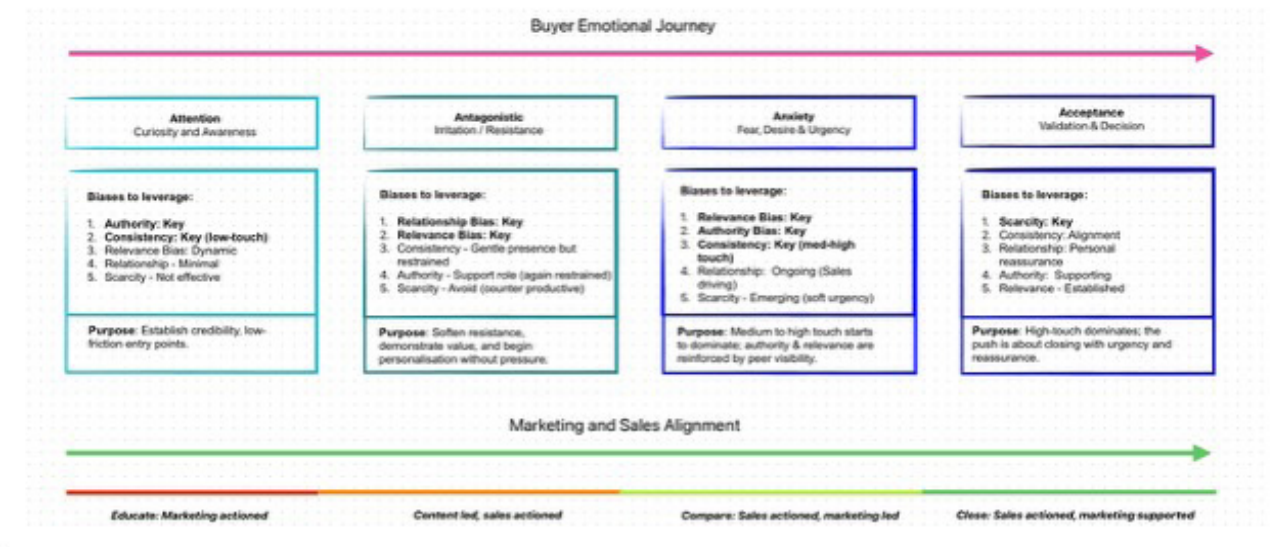 Buyer Emotional Journey
Attention
Curiosity and Awareness
Biases to leverage:
1. Authority: Key
2. Consistency: Key (low-touch)
3. Relevance Bias: Dynamic
4. Relationship - Minimal
5. Scarcity - Not effective
Purpose: Establish credibility, low-
friction entry points.
Antagonistic
Irritation / Resistance
Biases to leverage:
1. Relationship Bias: Key
2. Relevance Bias: Key
3. Consistency - Gentle presence but
restrained
4. Authority - Support role (again restrained)
5. Scarcity - Avoid (counter productive)
Purpose: Soften resistance,
demonstrate value, and begin
personalisation without pressure.
Anxiety
Fear, Desire & Urgency
Biases to leverage:
1. Relevance Bias: Key
2. Authority Bias: Key
3. Consistency: Key (med-high
touch)
4. Relationship: Ongoing (Sales
driving)
5. Scarcity - Emerging (soft urgency)
Purpose: Medium to high touch starts
to dominate; authority & relevance are
reinforced by peer visibility.
Acceptance
Validation & Decision
Biases to leverage:
1. Scarcity: Key
2. Consistency: Alignment
3. Relationship: Personal
reassurance
4. Authority: Supporting
5. Relevance - Established
Purpose: High-touch dominates; the
push is about closing with urgency and
reassurance.
Marketing and Sales Alignment
Educate: Marketing actioned
Content led, sales actioned
Compare: Sales actioned, marketing led
Close: Sales actioned, marketing supported